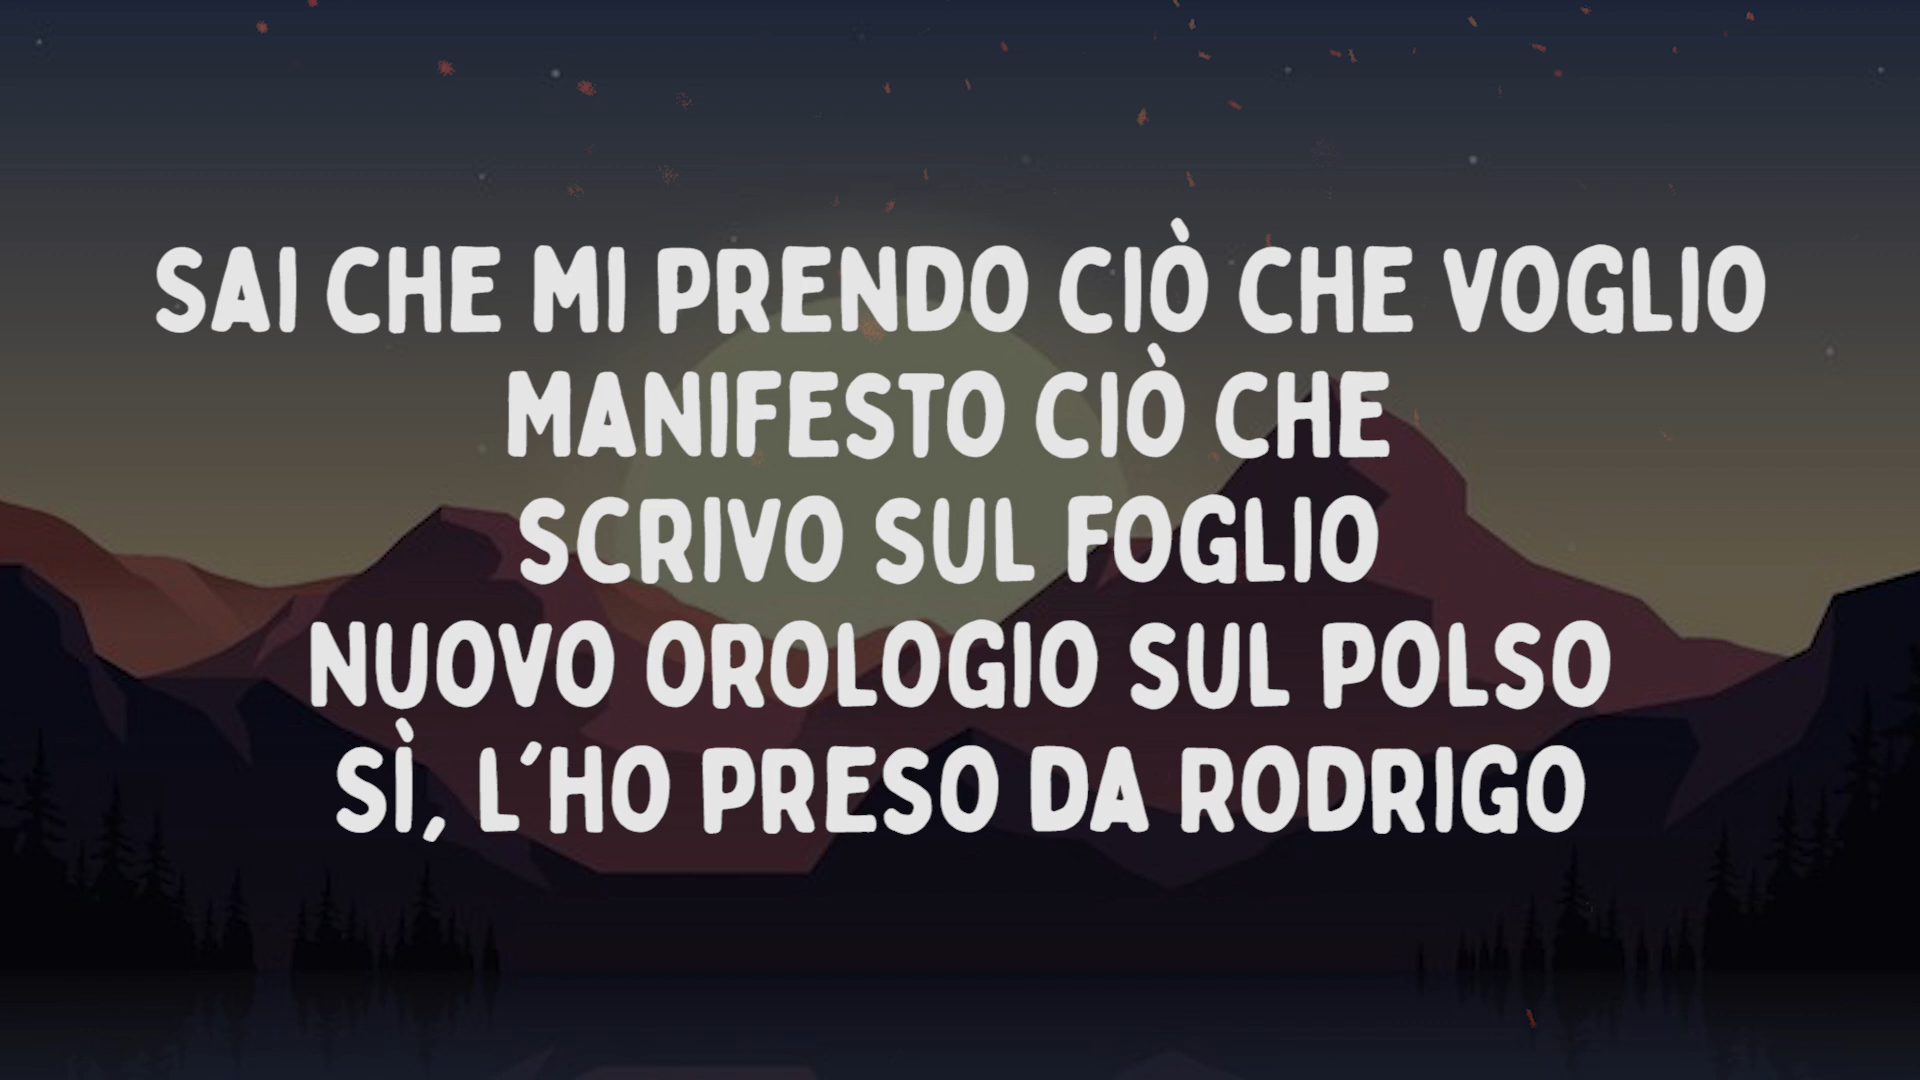 SAI CHE MI PRENDO CIÒ CHE VOGLIO
MANIFESTO CIÒ CHE
SCRIVO SUL FOGLIO
NUOVO OROLOGIO SUL POLSO
SÌ, L'HO PRESO DA RODRIGO